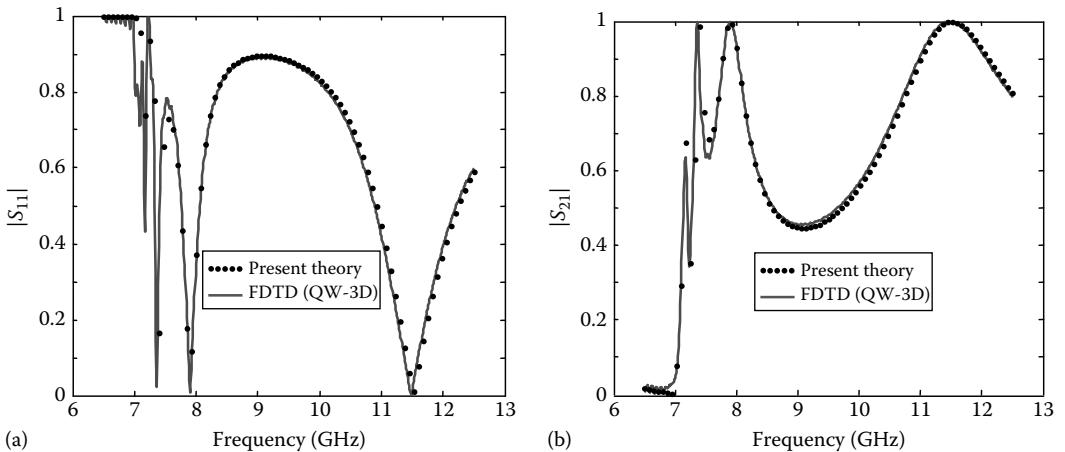 1
0.8
0.6
0.4
0.2
0
|S11|
Present theory
FDTD (QW-3D)
6 7 8 9 10 11 12 13
(a) Frequency (GHz)
1
0.8
0.6
0.4
0.2
0
|S21|
Present theory
FDTD (QW-3D)
6 7 8 9 10 11 12 13
(b) Frequency (GHz)